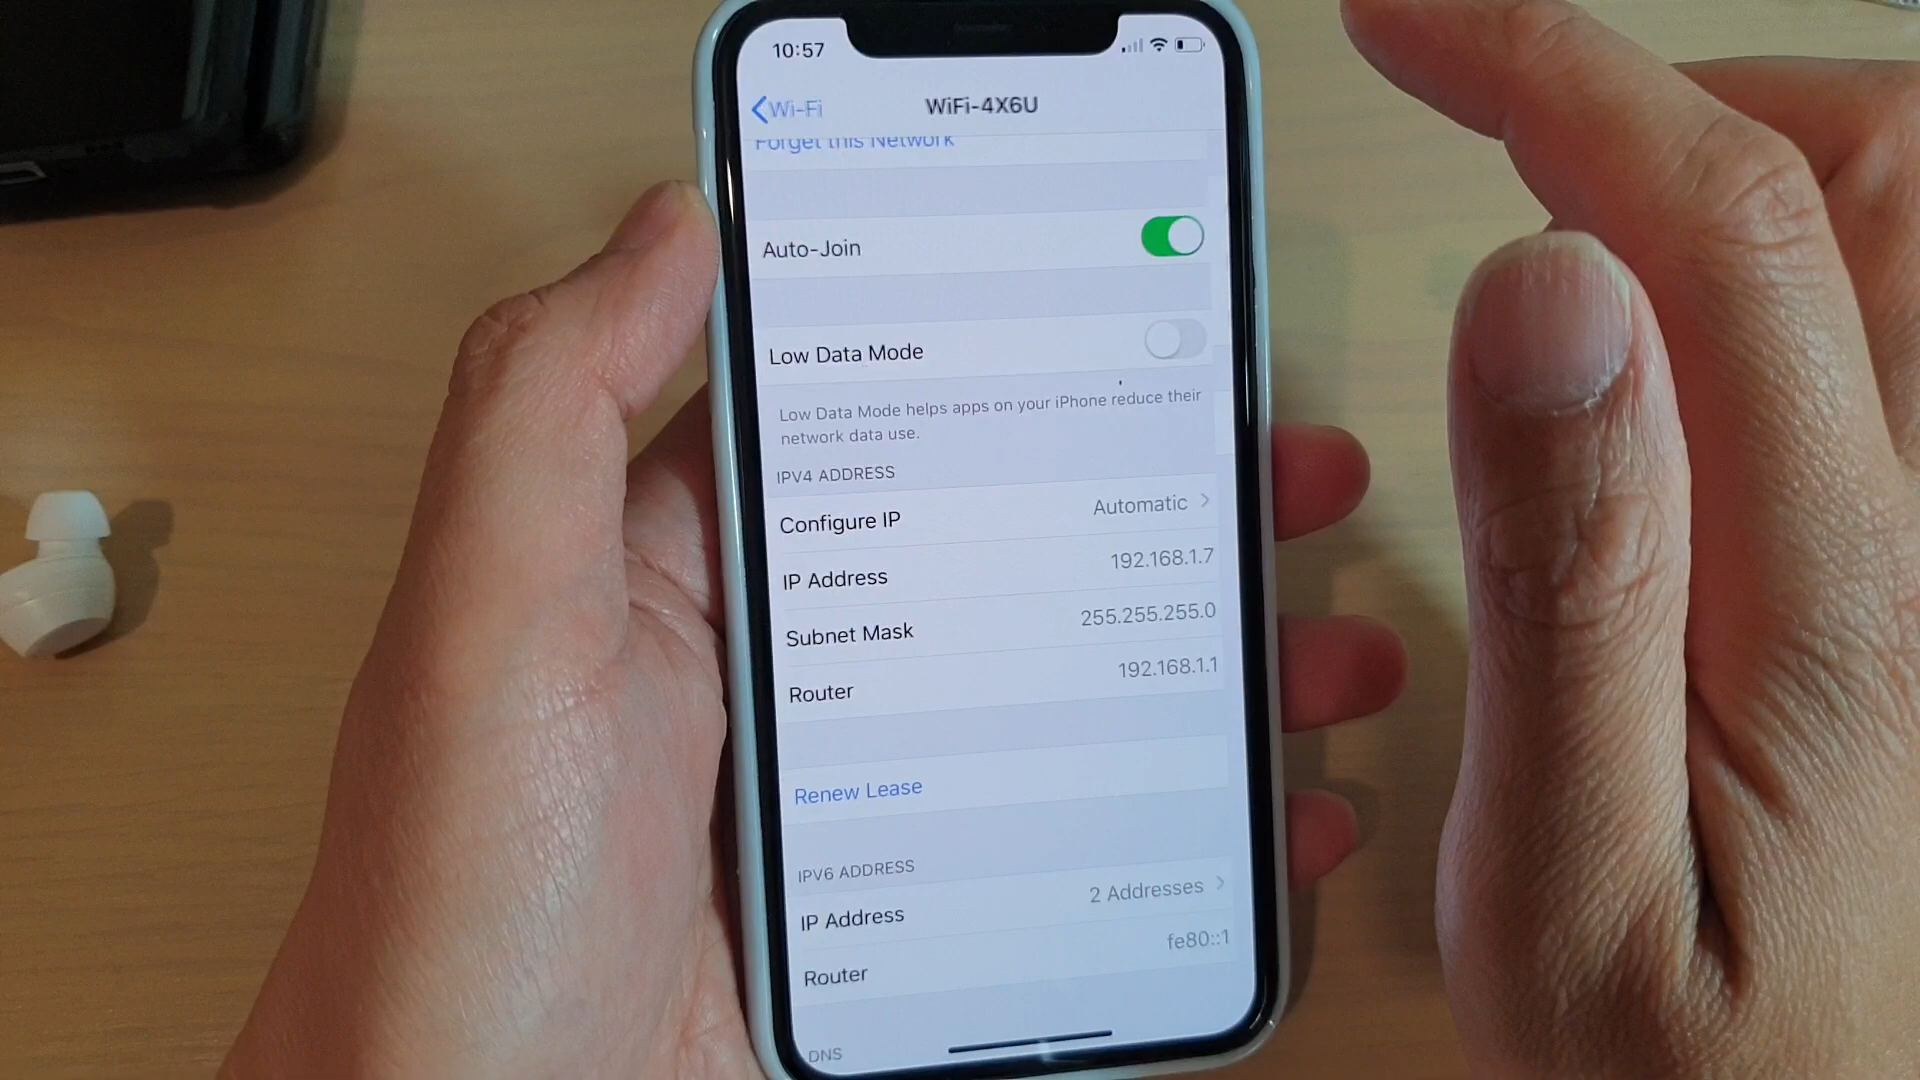 10:57
Wi-Fi
WiFi-4X6U
Forget this Network
Auto-Join
Low Data Mode
Low Data Mode helps apps on your iPhone reduce their
network data use.
IPV4 ADDRESS
Configure IP Automatic
IP Address 192.168.1.7
Subnet Mask 255.255.255.0
Router 192.168.1.1
Renew Lease
IPV6 ADDRESS
IP Address 2 Addresses
Router fe80::1
DNS